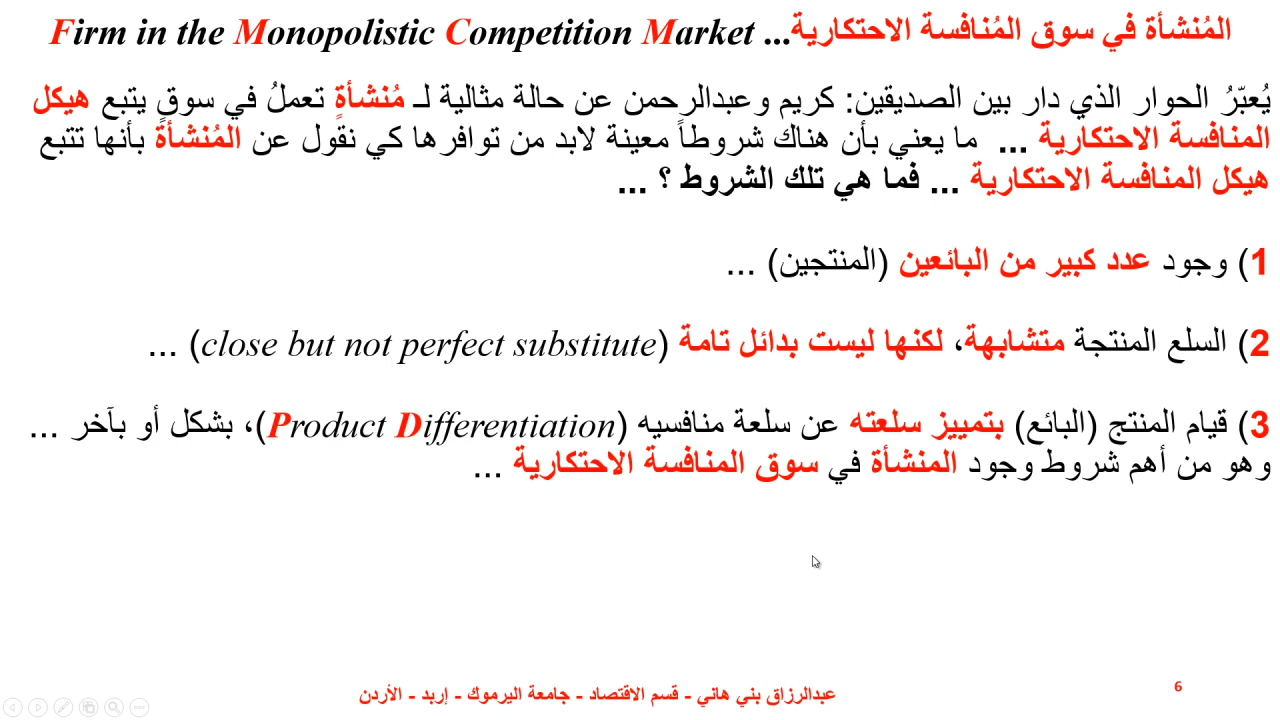 المُنشأة في سوق المُنافسة الاحتكارية... Firm in the Monopolistic Competition Market
يُعبّرُ الحوار الذي دار بين الصديقين: كريم وعبدالرحمن عن حالة مثالية لـ مُنشأةٍ تعملُ في سوقٍ يتبع هيكل
المنافسة الاحتكارية ... ما يعني بأن هناك شروطاً معينة لابد من توافرها كي نقول عن المُنشأة بأنها تتبع
هيكل المنافسة الاحتكارية ... فما هي تلك الشروط ؟ ...
1) وجود عدد كبير من البائعين (المنتجين) ...
2) السلع المنتجة متشابهة، لكنها ليست بدائل تامة (close but not perfect substitute) ...
3) قيام المنتج (البائع) بتمييز سلعته عن سلعة منافسيه (Product Differentiation)، بشكل أو بآخر ...
وهو من أهم شروط وجود المنشأة في سوق المنافسة الاحتكارية ...
عبدالرزاق بني هاني - قسم الاقتصاد - جامعة اليرموك - إربد - الأردن
6